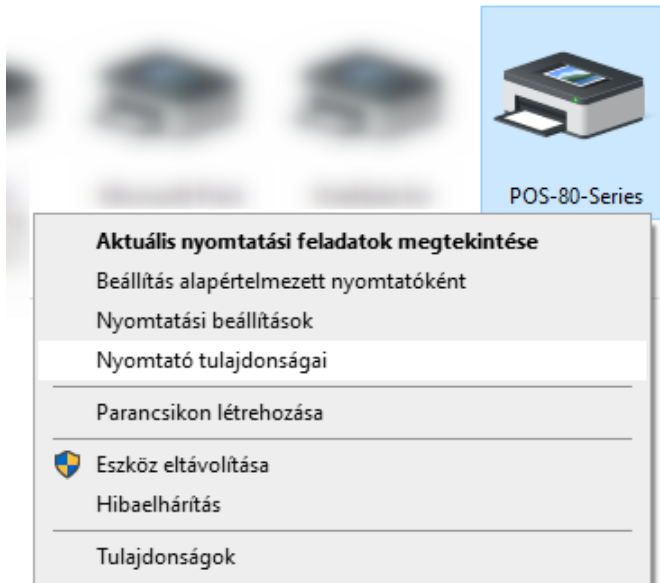 POS-80-Series
Aktuális nyomtatási feladatok megtekintése
Beállítás alapértelmezett nyomtatóként
Nyomtatási beállítások
Nyomtató tulajdonságai
Parancsikon létrehozása
Eszköz eltávolítása
Hibaelhárítás
Tulajdonságok